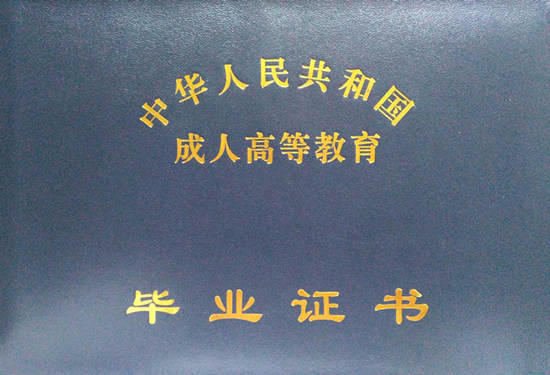 中华人民共和国
成人高等教育
毕业证书